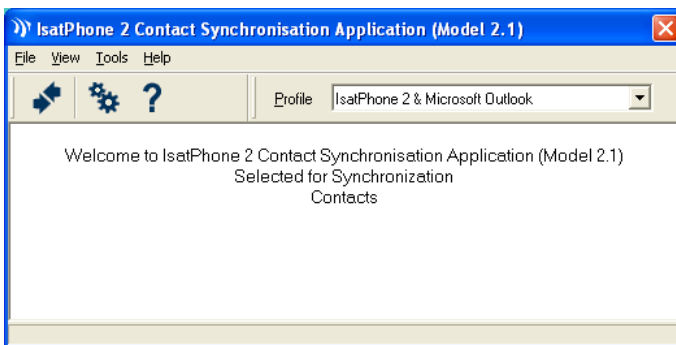 IsatPhone 2 Contact Synchronisation Application (Model 2.1)
File View Tools Help
? Profile IsatPhone 2 & Microsoft Outlook
Welcome to IsatPhone 2 Contact Synchronisation Application (Model 2.1)
Selected for Synchronization
Contacts